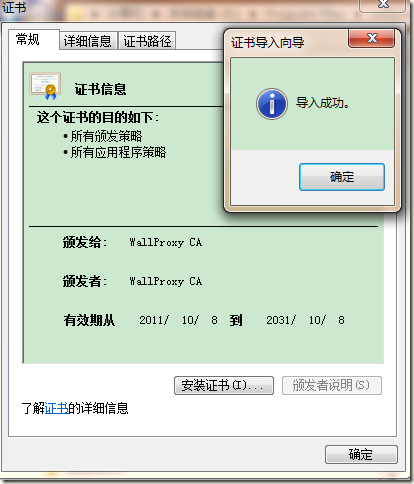 证书
常规 详细信息 证书路径
证书信息
这个证书的目的如下:
• 所有颁发策略
• 所有应用程序策略
颁发给: WallProxy CA
颁发者: WallProxy CA
有效期从 2011/ 10/ 8 到 2031/ 10/ 8
安装证书(I)... 颁发者说明(S)
了解证书的详细信息
确定
证书导入向导
导入成功。
确定